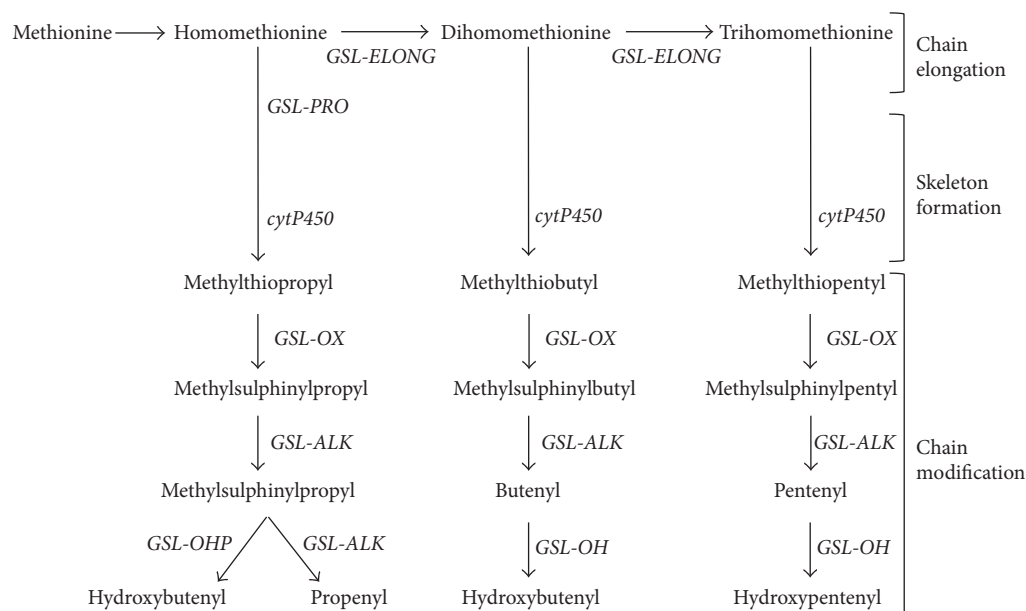 Methionine Homomethionine Dihomomethionine Trihomomethionine
GSL-ELONG GSL-ELONG
Chain
elongation
GSL-PRO
Skeleton
formation
cytP450 cytP450 cytP450
Methylthiopropyl Methylthiobutyl Methylthiopentyl
GSL-OX GSL-OX GSL-OX
Methylsulphinylpropyl Methylsulphinylbutyl Methylsulphinylpentyl
GSL-ALK GSL-ALK GSL-ALK
Chain
modification
Methylsulphinylpropyl Butenyl Pentenyl
GSL-OHP GSL-ALK GSL-OH GSL-OH
Hydroxybutenyl Propenyl Hydroxybutenyl Hydroxypentenyl